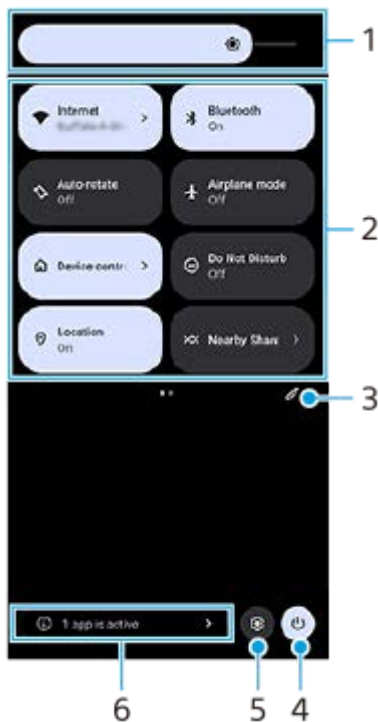 1
Internet
Bluetooth
On
Auto-rotate
Off
Airplane mode
Off
2
Device contr
Do Not Disturb
Off
Location
On
Nearby Share
3
1 app is active
6
5
4